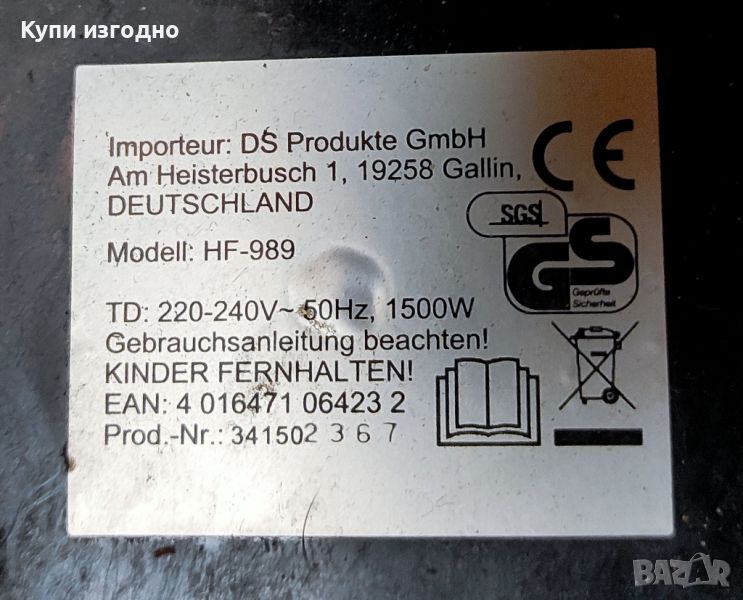 Купи изгодно
Importeur: DS Produkte GmbH
Am Heisterbusch 1, 19258 Gallin,
DEUTSCHLAND
CE
SGS
GS
Geprüfte
Sicherheit
Modell: HF-989
TD: 220-240V~ 50Hz, 1500W
Gebrauchsanleitung beachten!
KINDER FERNHALTEN!
EAN: 4 016471 06423 2
Prod.-Nr.: 341502 3 6 7
BAZAR